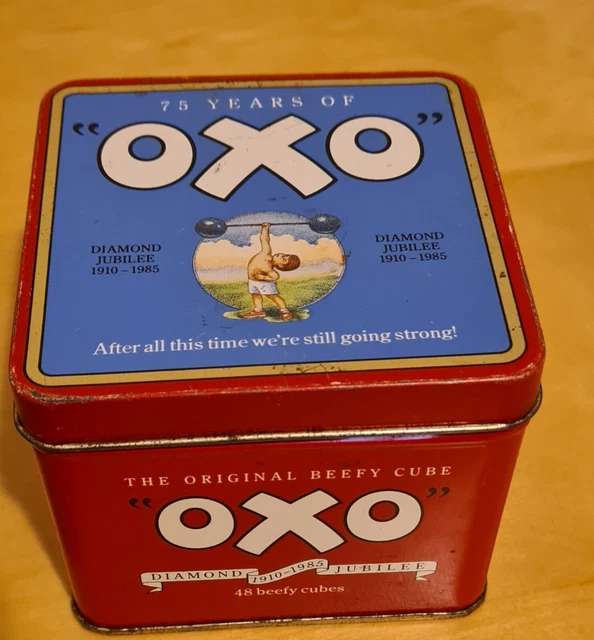 75 YEARS OF
“OXO”
DIAMOND
JUBILEE
1910 – 1985
DIAMOND
JUBILEE
1910 – 1985
After all this time we're still going strong!
THE ORIGINAL BEEFY CUBE
“OXO”
DIAMOND 1910–1985 JUBILEE
48 beefy cubes